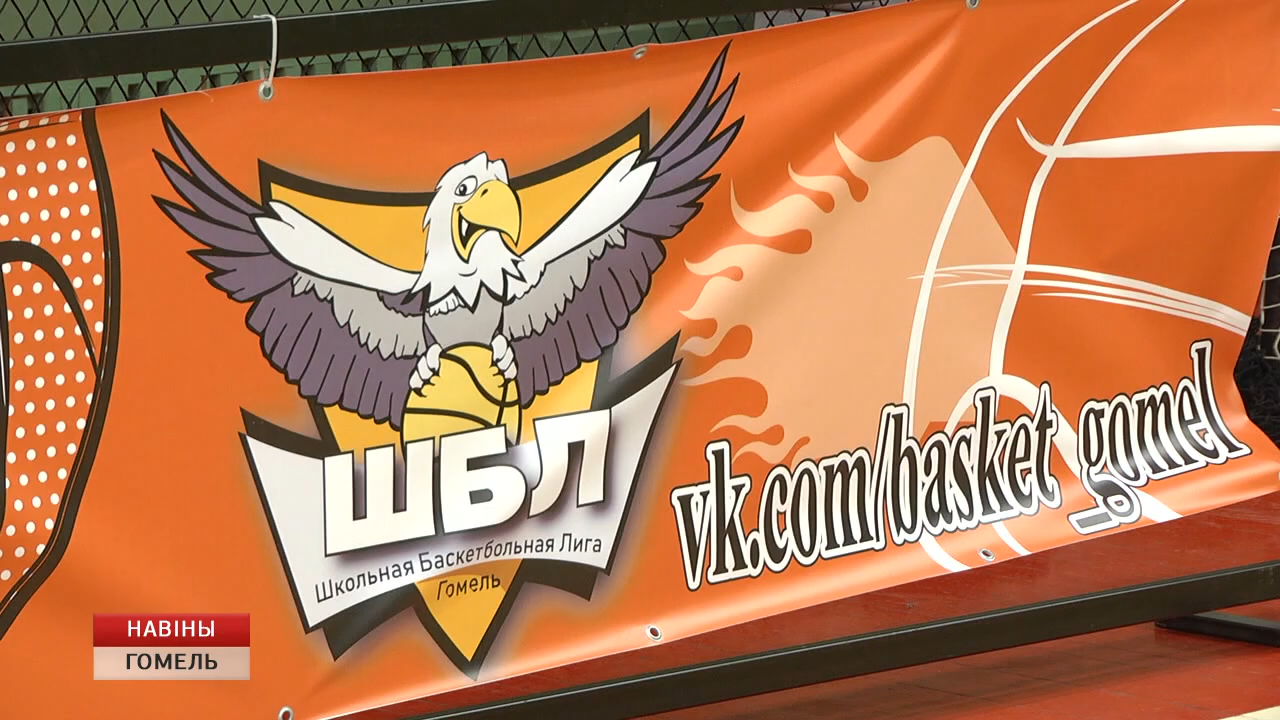 ШБЛ
Школьная Баскетбольная Лига
Гомель
vk.com/basket_gomel
НАВІНЫ
ГОМЕЛЬ